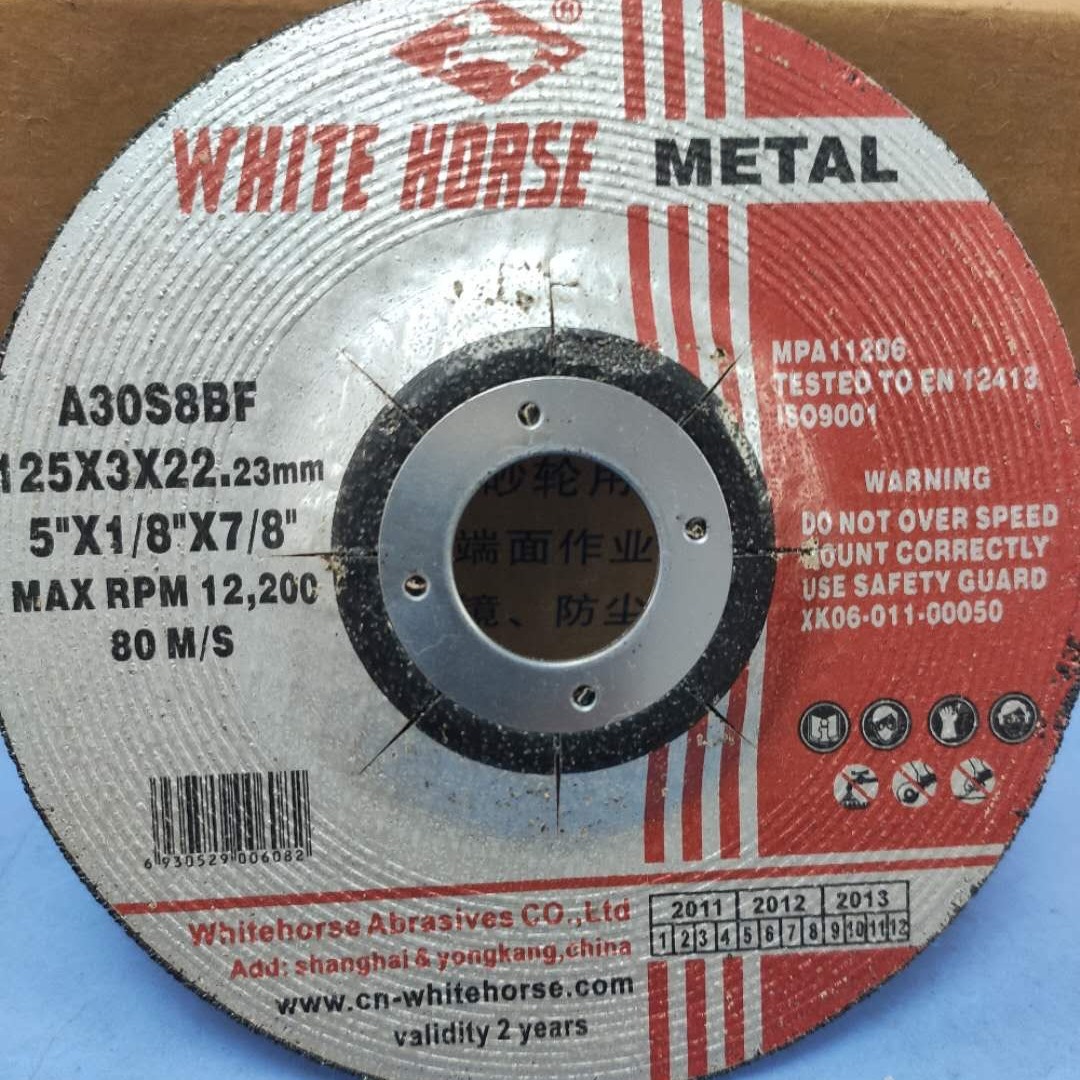 ®
WHITE HORSE METAL
A30S8BF
125X3X22.23mm
5"X1/8"X7/8"
MAX RPM 12,200
80 M/S
MPA11206
TESTED TO EN 12413
ISO9001
砂轮用
端面作业
镜、防尘
WARNING
DO NOT OVER SPEED
MOUNT CORRECTLY
USE SAFETY GUARD
XK06-011-00050
6 930529 006082
Whitehorse Abrasives CO.,Ltd
Add: shanghai & yongkang,china
www.cn-whitehorse.com
validity 2 years
2011 2012 2013
1 2 3 4 5 6 7 8 9 10 11 12